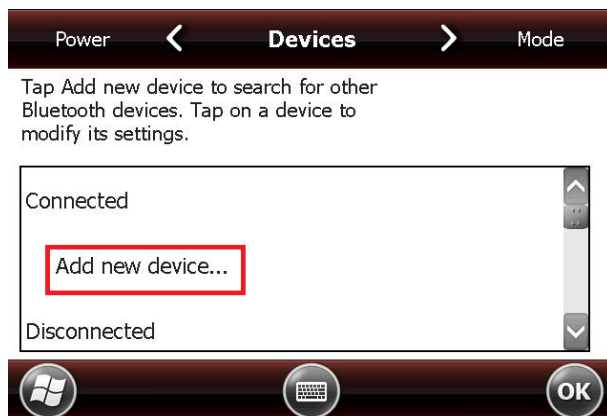 Power
Devices
Mode
Tap Add new device to search for other
Bluetooth devices. Tap on a device to
modify its settings.
Connected
Add new device...
Disconnected
OK